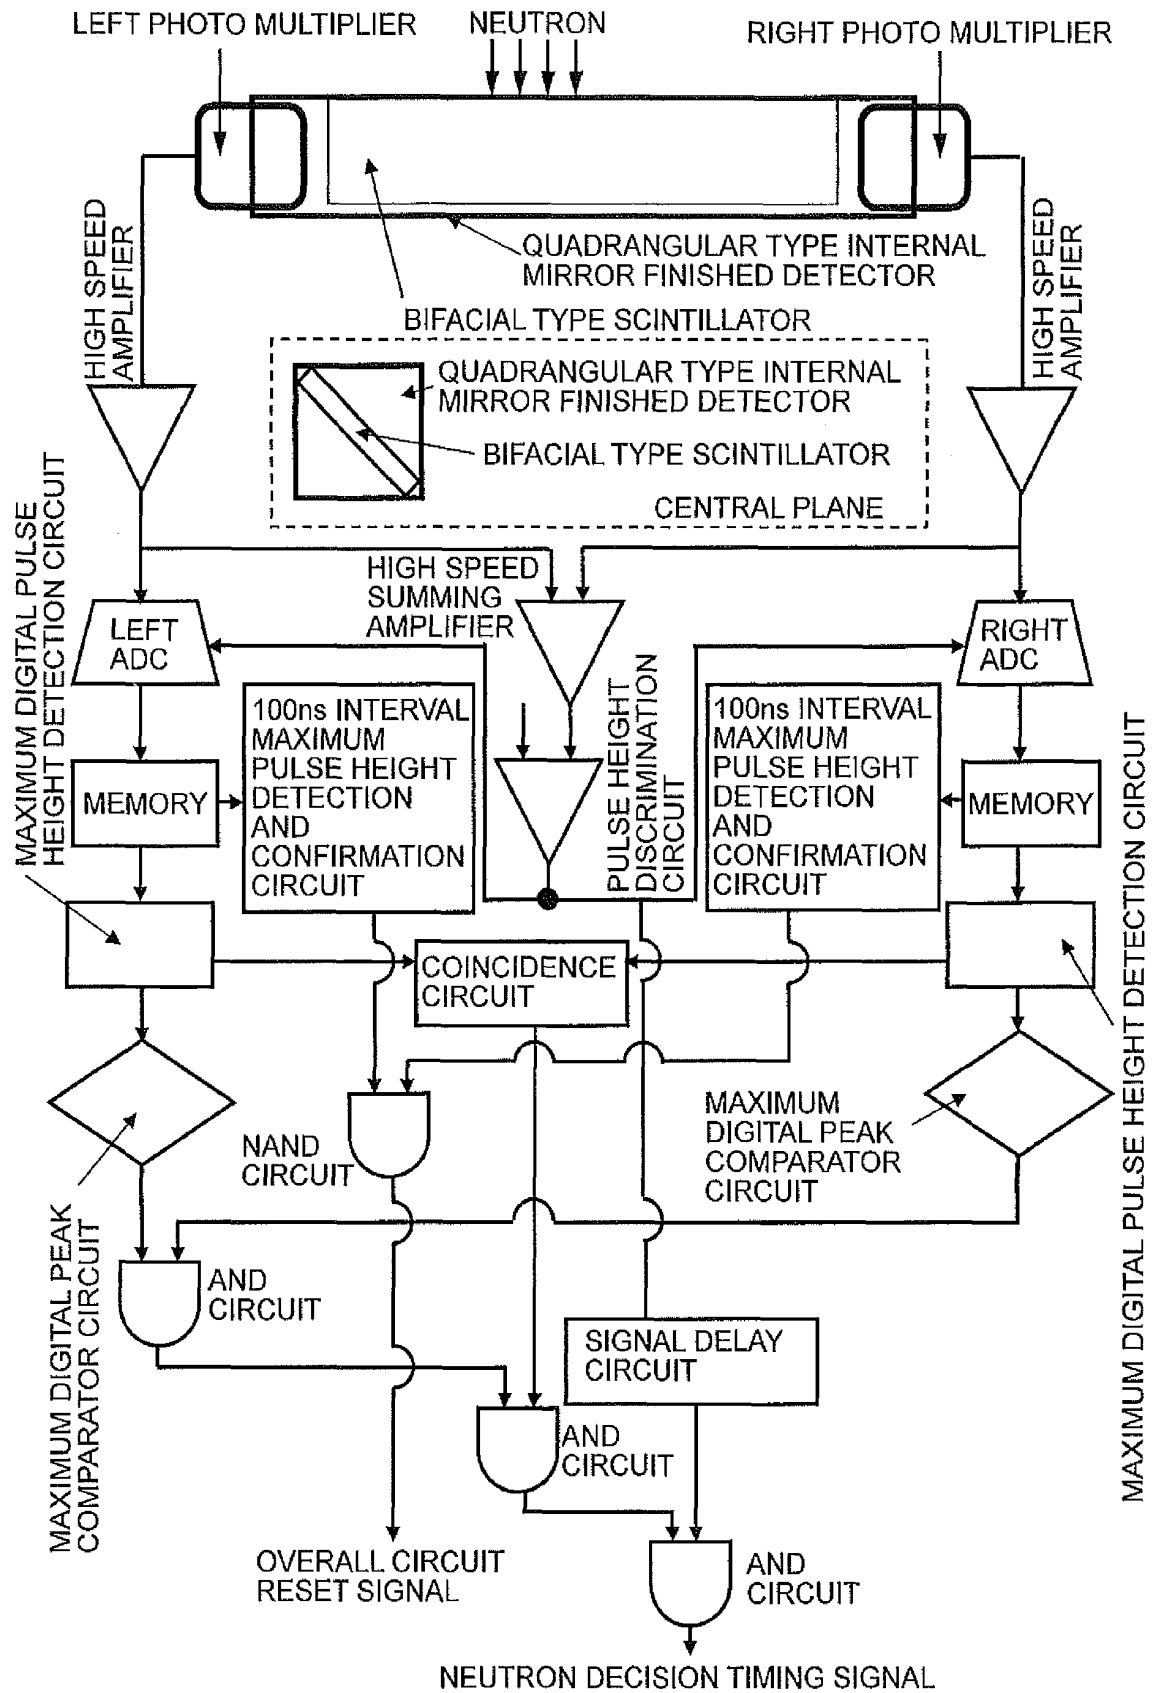 LEFT PHOTO MULTIPLIER
NEUTRON
RIGHT PHOTO MULTIPLIER
HIGH SPEED
AMPLIFIER
QUADRANGULAR TYPE INTERNAL
MIRROR FINISHED DETECTOR
HIGH SPEED
AMPLIFIER
BIFACIAL TYPE SCINTILLATOR
QUADRANGULAR TYPE INTERNAL
MIRROR FINISHED DETECTOR
BIFACIAL TYPE SCINTILLATOR
CENTRAL PLANE
MAXIMUM DIGITAL PULSE
HEIGHT DETECTION CIRCUIT
HIGH SPEED
SUMMING
AMPLIFIER
LEFT
ADC
RIGHT
ADC
100ns INTERVAL
MAXIMUM
PULSE HEIGHT
DETECTION
AND
CONFIRMATION
CIRCUIT
PULSE HEIGHT
DISCRIMINATION
CIRCUIT
100ns INTERVAL
MAXIMUM
PULSE HEIGHT
DETECTION
AND
CONFIRMATION
CIRCUIT
MEMORY
MEMORY
MAXIMUM DIGITAL PULSE HEIGHT DETECTION CIRCUIT
COINCIDENCE
CIRCUIT
NAND
CIRCUIT
MAXIMUM
DIGITAL PEAK
COMPARATOR
CIRCUIT
MAXIMUM DIGITAL PEAK
COMPARATOR CIRCUIT
AND
CIRCUIT
SIGNAL DELAY
CIRCUIT
AND
CIRCUIT
OVERALL CIRCUIT
RESET SIGNAL
AND
CIRCUIT
NEUTRON DECISION TIMING SIGNAL